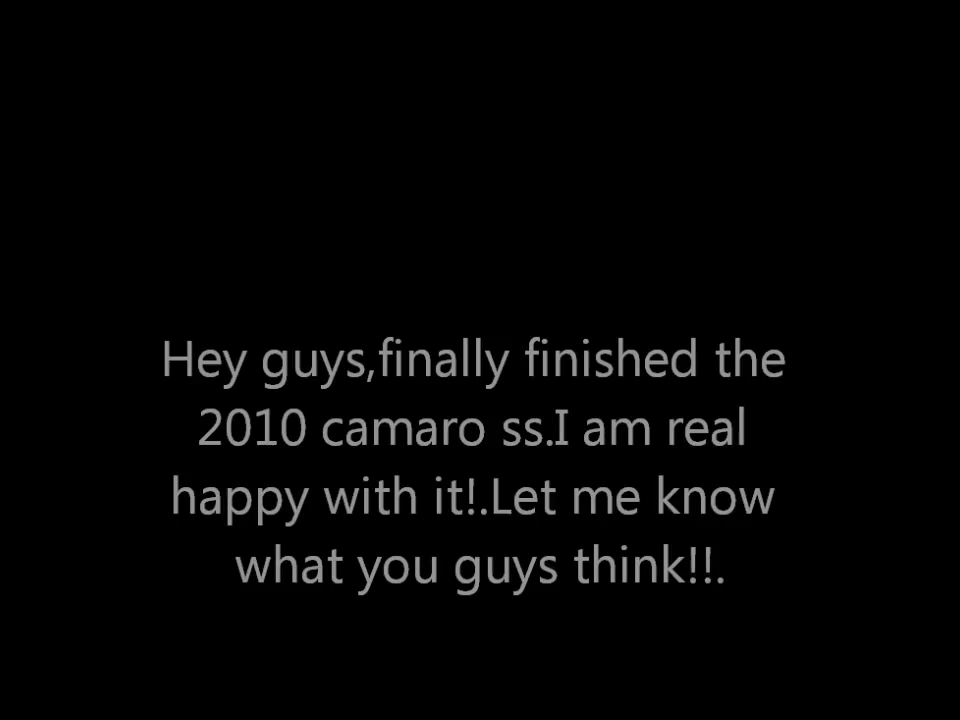 Hey guys,finally finished the
2010 camaro ss.I am real
happy with it!.Let me know
what you guys think!!.